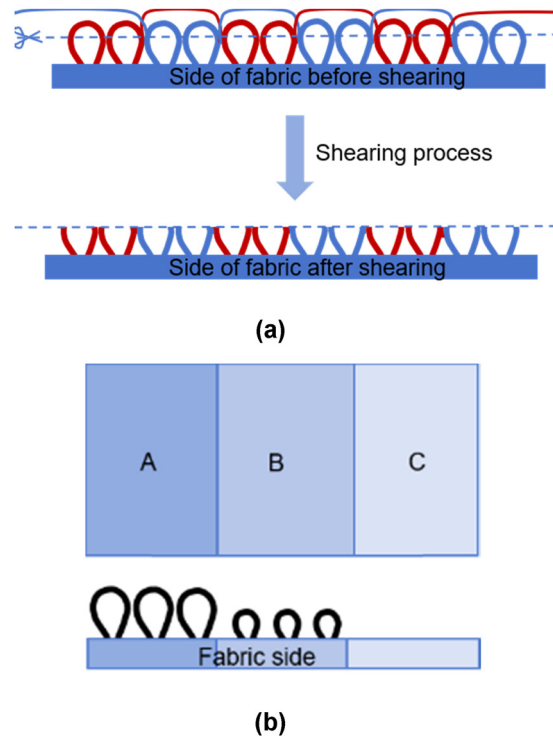 Side of fabric before shearing
Shearing process
Side of fabric after shearing
(a)
A B C
Fabric side
(b)